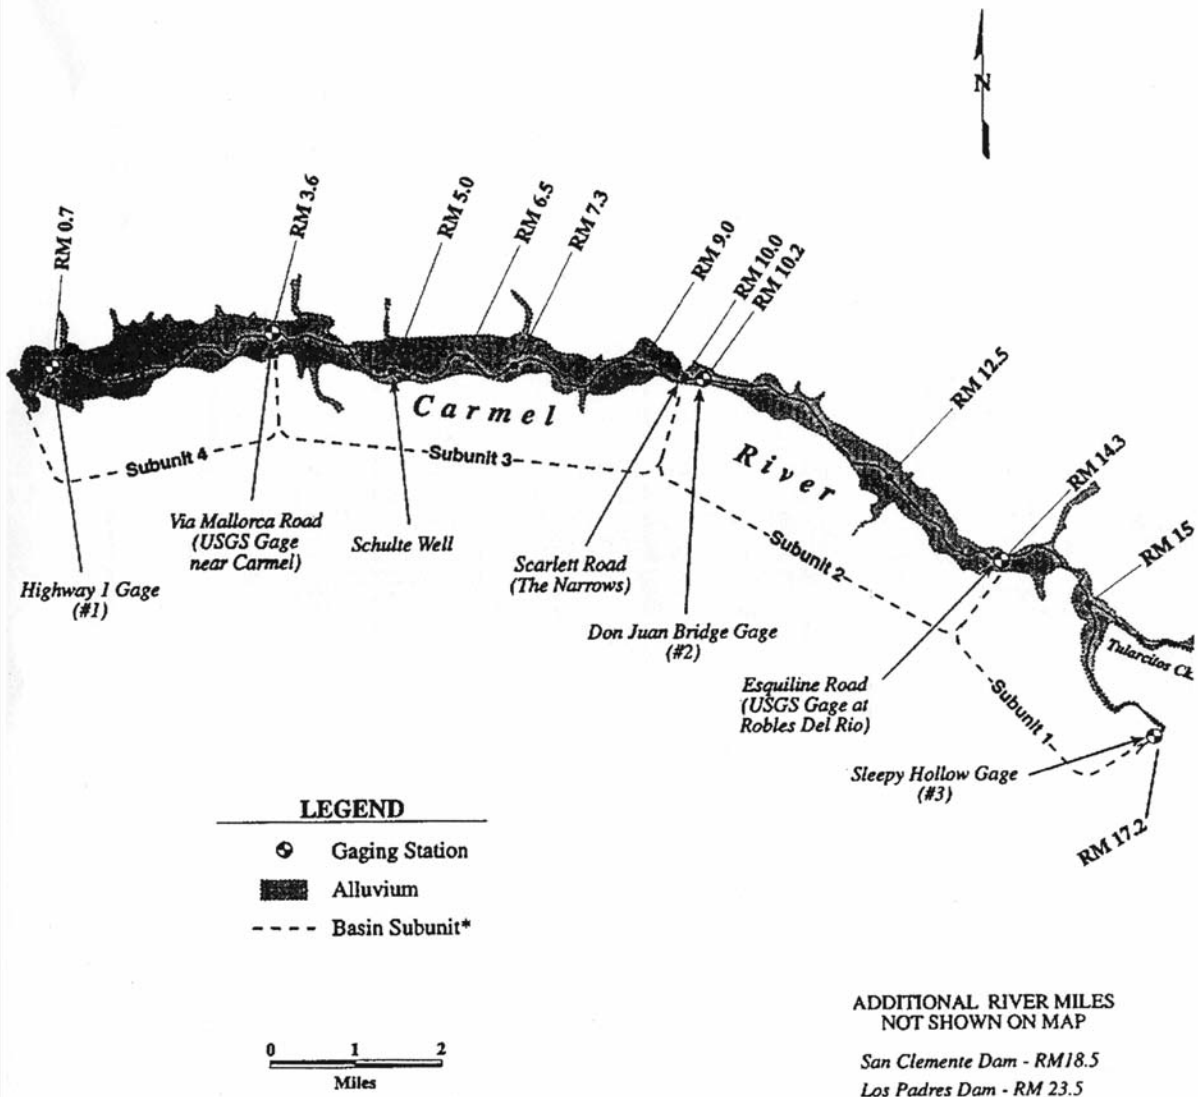 N
RM 0.7
RM 3.6
RM 5.0
RM 6.5
RM 7.3
RM 9.0
RM 10.0
RM 10.2
RM 12.5
RM 14.3
RM 15
Carmel
River
Subunit 4
Subunit 3
Subunit 2
Subunit 1
Tularcitos Ck
Via Mallorca Road
(USGS Gage
near Carmel)
Schulte Well
Scarlett Road
(The Narrows)
Highway 1 Gage
(#1)
Don Juan Bridge Gage
(#2)
Esquiline Road
(USGS Gage at
Robles Del Rio)
Sleepy Hollow Gage
(#3)
RM 17.2
LEGEND
Gaging Station
Alluvium
Basin Subunit*
0 1 2
Miles
ADDITIONAL RIVER MILES
NOT SHOWN ON MAP
San Clemente Dam - RM18.5
Los Padres Dam - RM 23.5